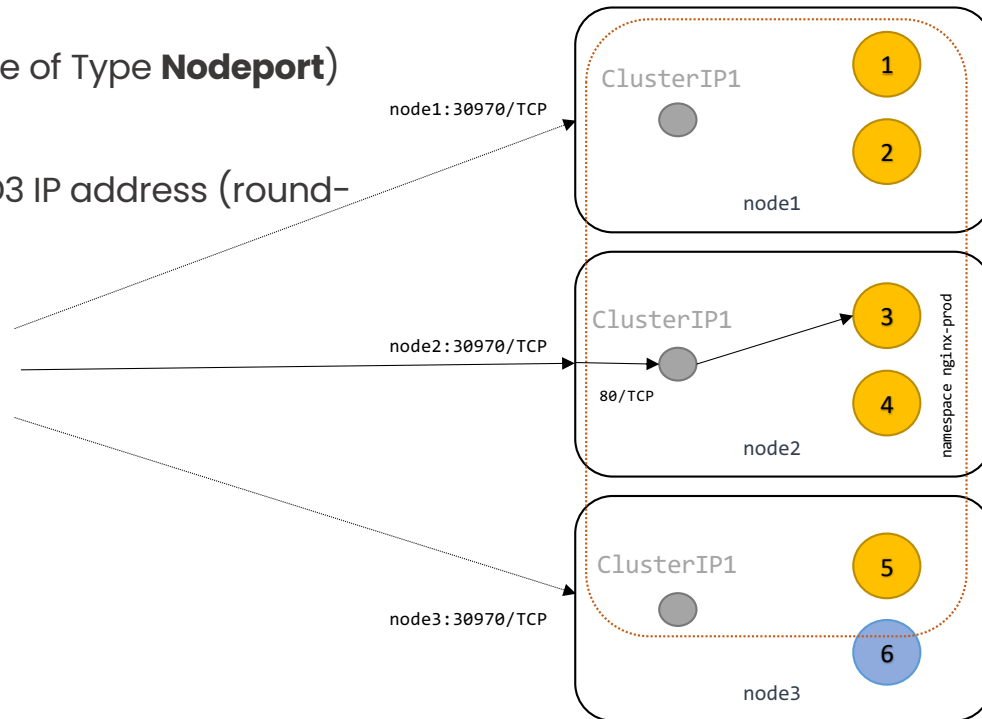 e of Type Nodeport)
node1:30970/TCP
03 IP address (round-
ClusterIP1
1
2
node1
node2:30970/TCP
ClusterIP1
80/TCP
3
4
namespace nginx-prod
node2
node3:30970/TCP
ClusterIP1
5
6
node3